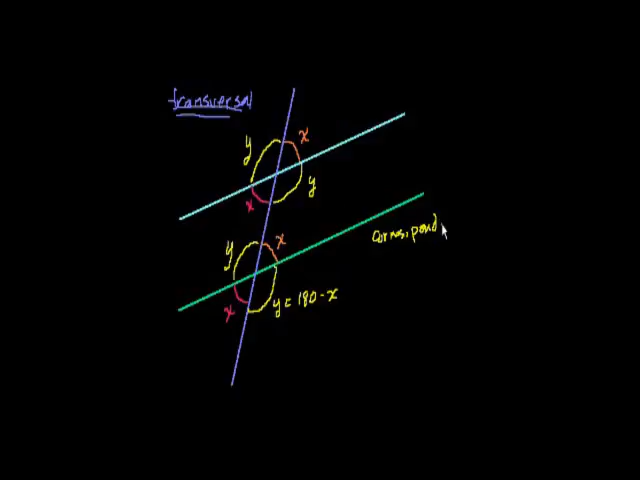 transversal
y x
x y
y x
correspond
x y = 180 - x